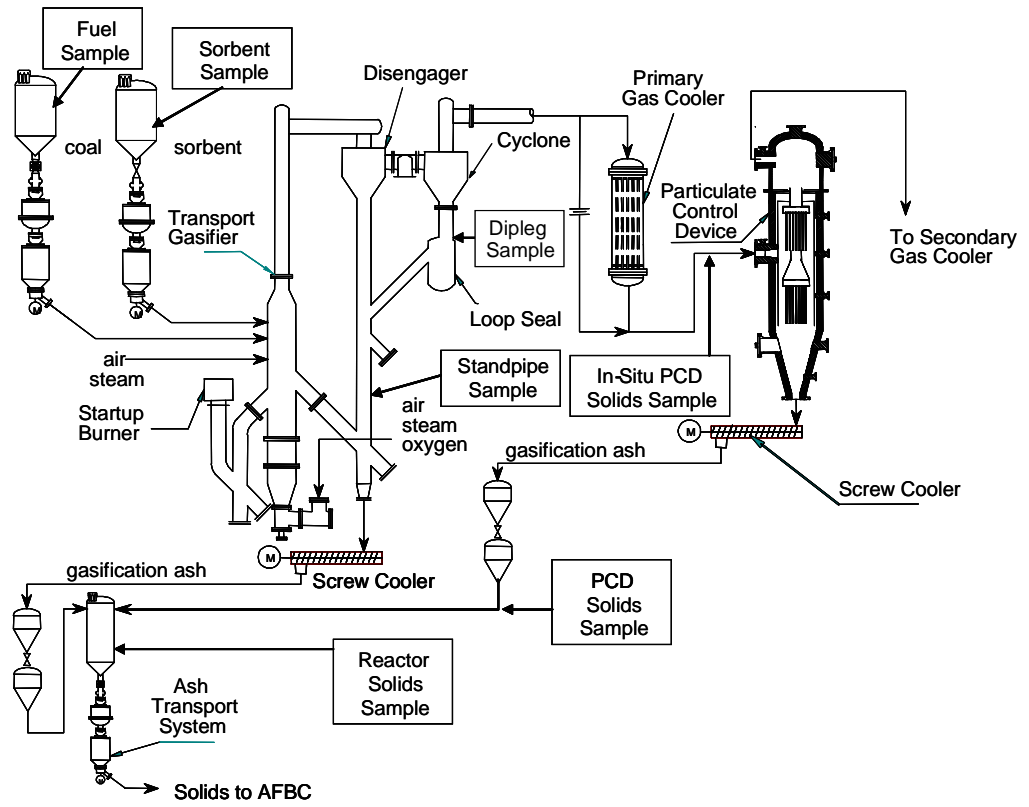 Fuel
Sample
Sorbent
Sample
Disengager
Primary
Gas Cooler
coal
sorbent
Cyclone
Transport
Gasifier
Dipleg
Sample
Particulate
Control
Device
To Secondary
Gas Cooler
Loop Seal
M
M
air
steam
Startup
Burner
Standpipe
Sample
In-Situ PCD
Solids Sample
air
steam
oxygen
M
gasification ash
Screw Cooler
M
Screw Cooler
gasification ash
PCD
Solids
Sample
Reactor
Solids
Sample
Ash
Transport
System
M
Solids to AFBC